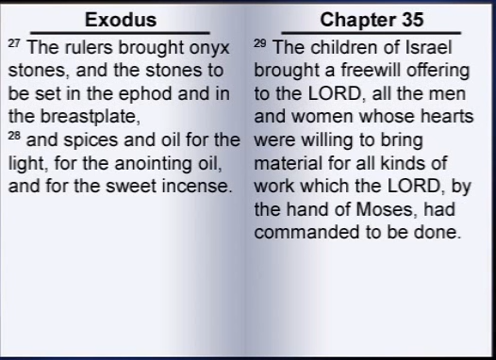 Exodus
27 The rulers brought onyx
stones, and the stones to
be set in the ephod and in
the breastplate,
28 and spices and oil for the
light, for the anointing oil,
and for the sweet incense.
Chapter 35
29 The children of Israel
brought a freewill offering
to the LORD, all the men
and women whose hearts
were willing to bring
material for all kinds of
work which the LORD, by
the hand of Moses, had
commanded to be done.